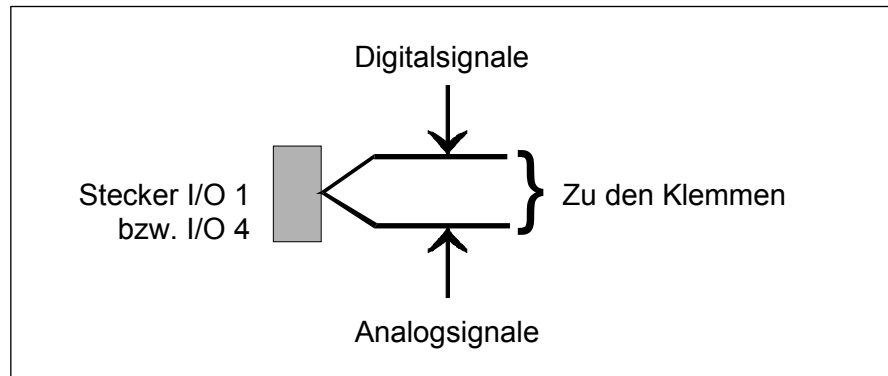 Digitalsignale
Stecker I/O 1
bzw. I/O 4
Zu den Klemmen
Analogsignale